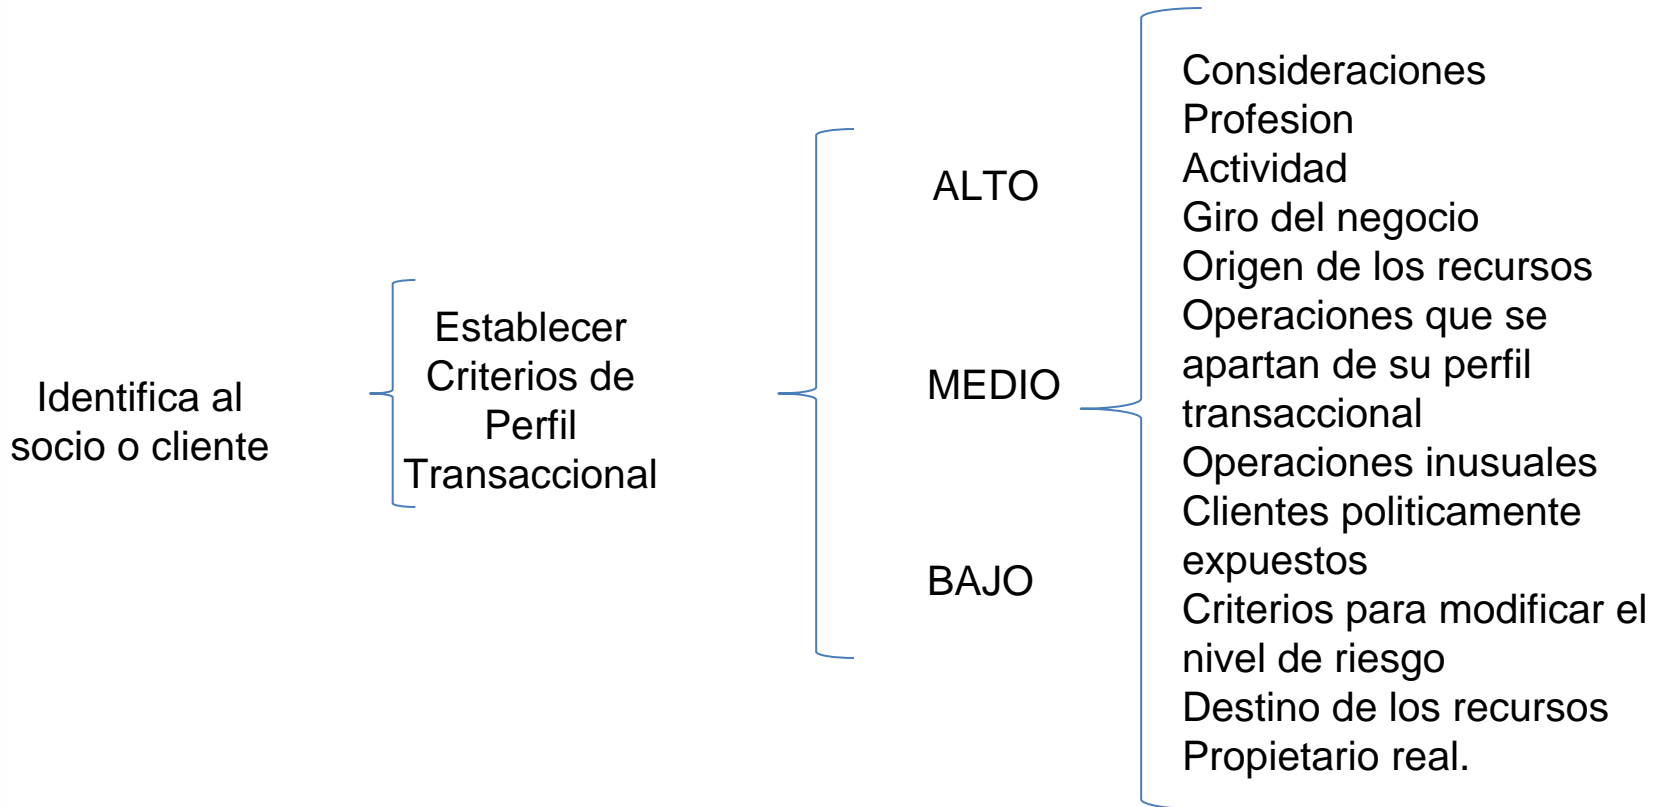 Identifica al
socio o cliente
Establecer
Criterios de
Perfil
Transaccional
ALTO
MEDIO
BAJO
Consideraciones
Profesion
Actividad
Giro del negocio
Origen de los recursos
Operaciones que se
apartan de su perfil
transaccional
Operaciones inusuales
Clientes politicamente
expuestos
Criterios para modificar el
nivel de riesgo
Destino de los recursos
Propietario real.